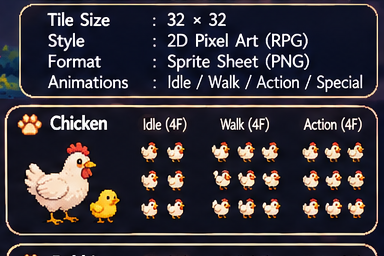 Tile Size : 32 × 32
Style : 2D Pixel Art (RPG)
Format : Sprite Sheet (PNG)
Animations : Idle / Walk / Action / Special
Chicken Idle (4F) Walk (4F) Action (4F)